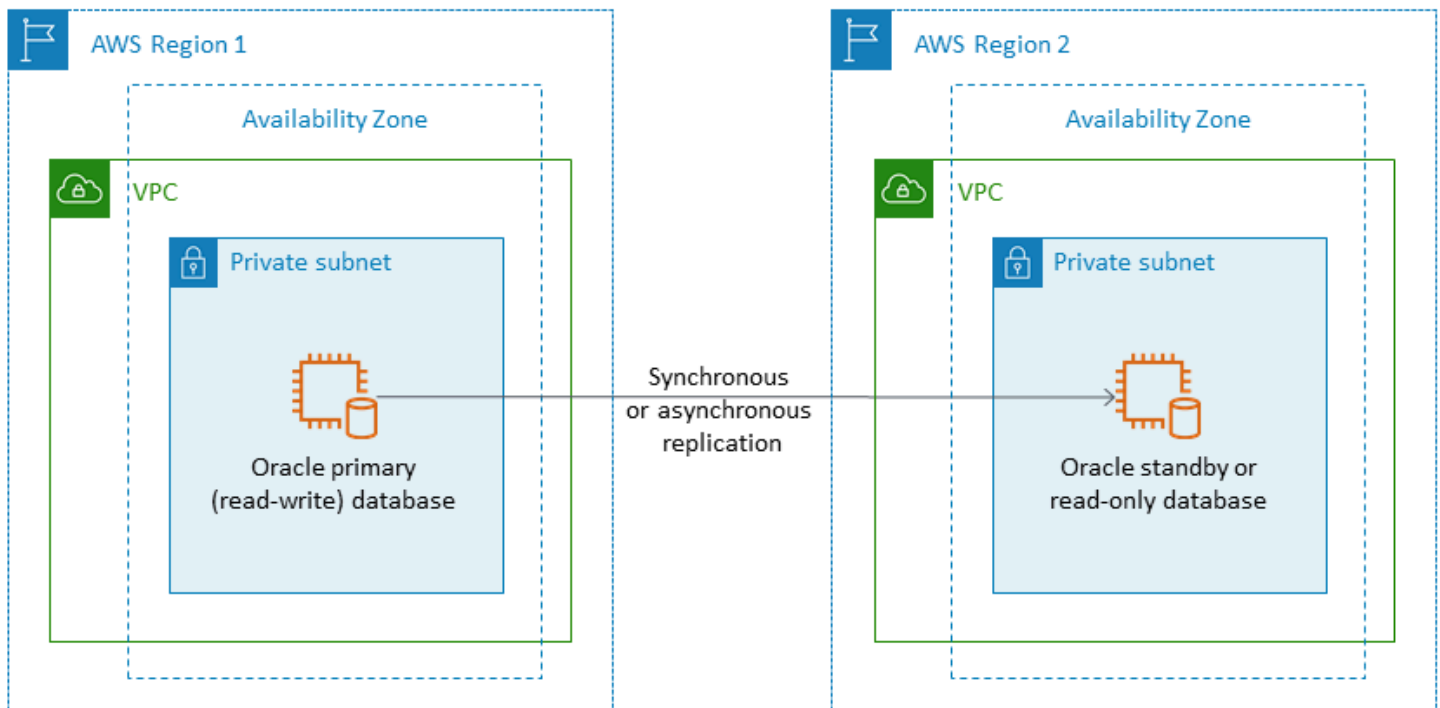 AWS Region 1
Availability Zone
VPC
Private subnet
Oracle primary
(read-write) database
Synchronous
or asynchronous
replication
AWS Region 2
Availability Zone
VPC
Private subnet
Oracle standby or
read-only database